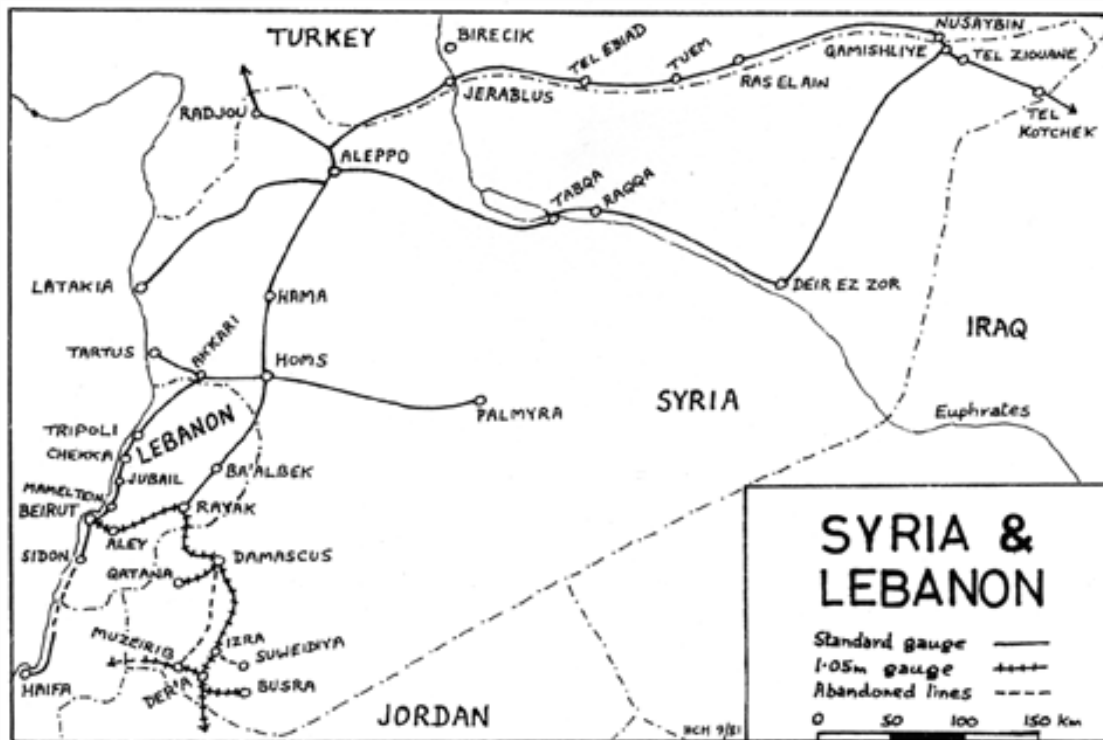 TURKEY
BIRECIK
NUSAYBIN
TEL EBIAD
TUEM
QAMISHLIYE
TEL ZIOUANE
RAS EL AIN
JERABLUS
RADJOU
TEL
KOTCHEK
ALEPPO
TABQA
RAQQA
LATAKIA
HAMA
DEIR EZ ZOR
IRAQ
TARTUS
AKKARI
HOMS
SYRIA
PALMYRA
Euphrates
TRIPOLI
LEBANON
CHEKKA
JUBAIL
BA'ALBEK
MAMELTEIN
BEIRUT
RAYAK
ALEY
SIDON
DAMASCUS
QATANA
MUZEIRIB
IZRA
SUWEIDIYA
HAIFA
DER'A
BUSRA
JORDAN
BCH 9/81
SYRIA &
LEBANON
Standard gauge
1·05m gauge
Abandoned lines
0 50 100 150 Km